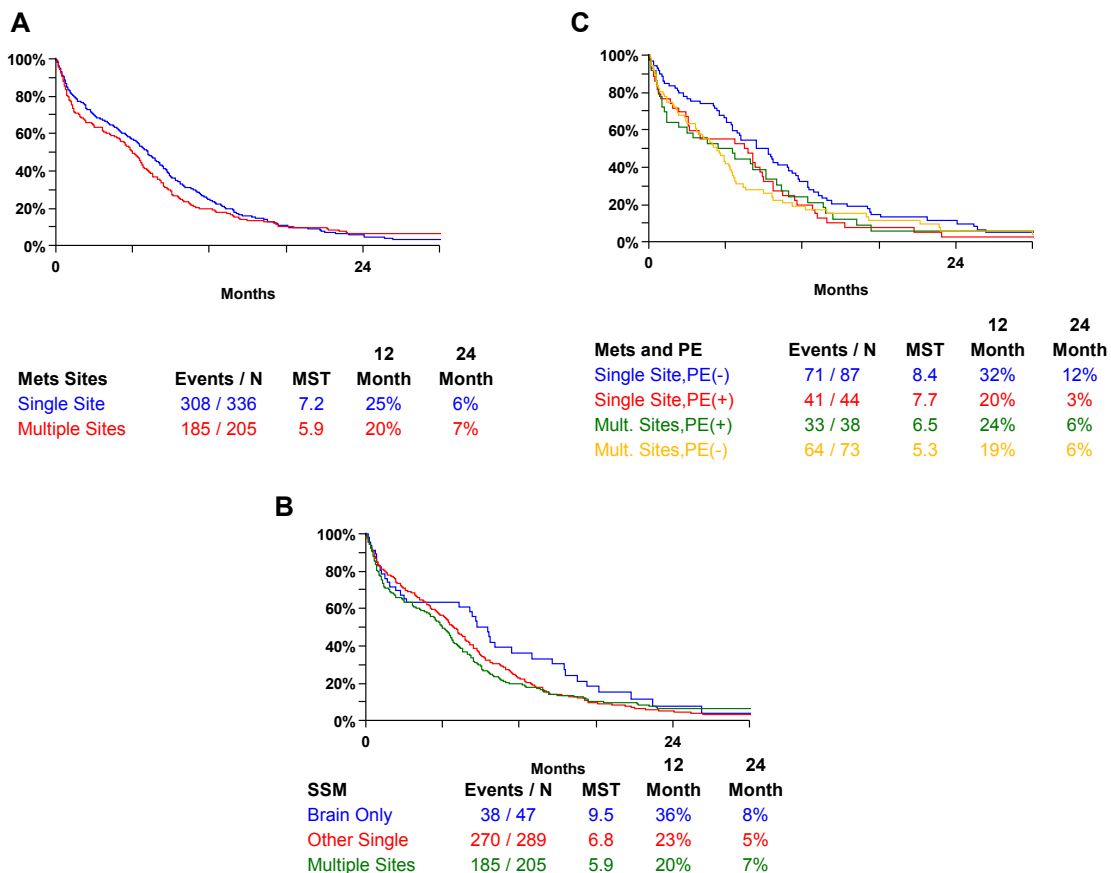 A
100%
80%
60%
40%
20%
0%
0
24
Months
12
24
Mets Sites
Events / N
MST
Month
Month
Single Site
308 / 336
7.2
25%
6%
Multiple Sites
185 / 205
5.9
20%
7%
C
100%
80%
60%
40%
20%
0%
0
24
Months
12
24
Mets and PE
Events / N
MST
Month
Month
Single Site,PE(-)
71 / 87
8.4
32%
12%
Single Site,PE(+)
41 / 44
7.7
20%
3%
Mult. Sites,PE(+)
33 / 38
6.5
24%
6%
Mult. Sites,PE(-)
64 / 73
5.3
19%
6%
B
100%
80%
60%
40%
20%
0%
0
24
Months
12
24
SSM
Events / N
MST
Month
Month
Brain Only
38 / 47
9.5
36%
8%
Other Single
270 / 289
6.8
23%
5%
Multiple Sites
185 / 205
5.9
20%
7%